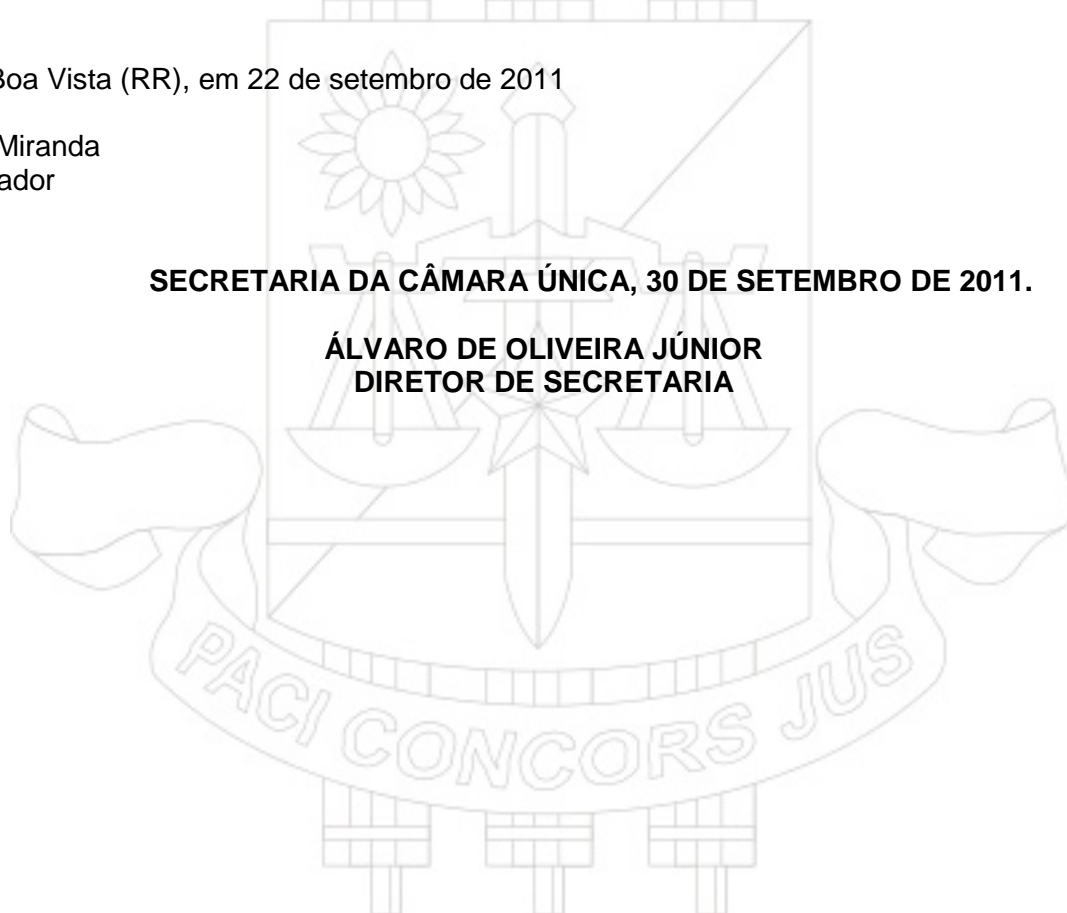 Boa Vista (RR), em 22 de setembro de 2011
Miranda
ador
SECRETARIA DA CÂMARA ÚNICA, 30 DE SETEMBRO DE 2011.
ÁLVARO DE OLIVEIRA JÚNIOR
DIRETOR DE SECRETARIA
PACI CONCORS JUS